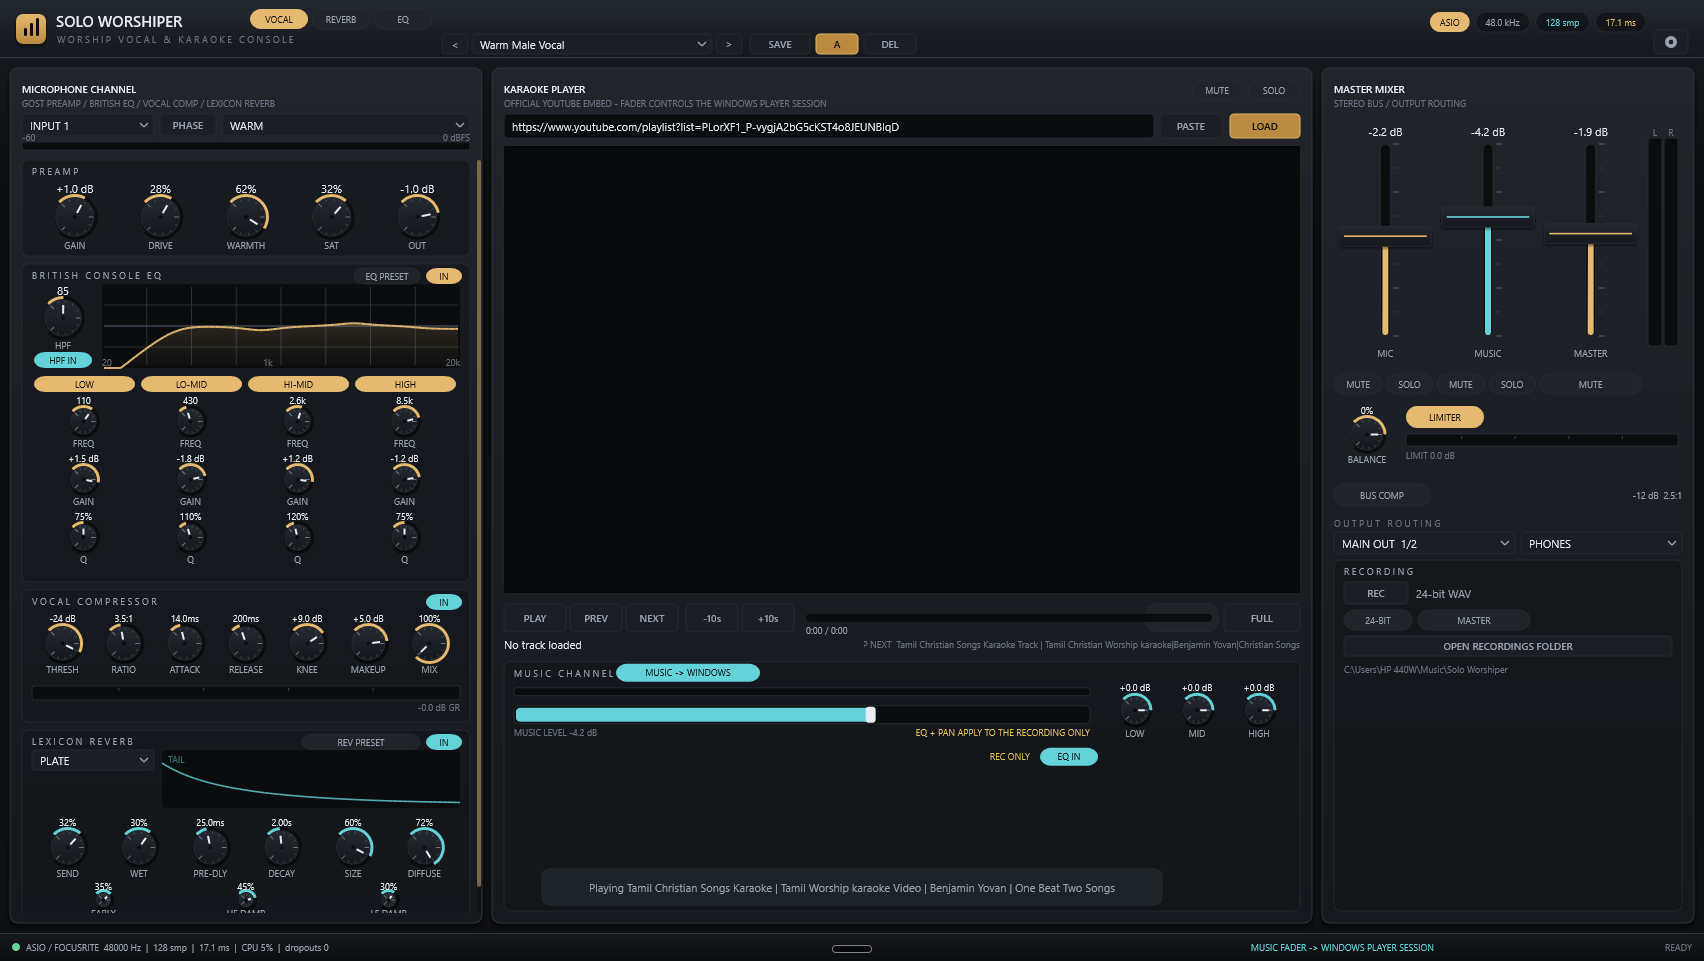 SOLO WORSHIPER
WORSHIP VOCAL & KARAOKE CONSOLE
VOCAL REVERB EQ
< Warm Male Vocal > SAVE A DEL
ASIO 48.0 kHz 128 smp 17.1 ms
MICROPHONE CHANNEL
GOST PREAMP / BRITISH EQ / VOCAL COMP / LEXICON REVERB
INPUT 1 PHASE WARM
-60 0 dBFS
PREAMP
+1.0 dB 28% 62% 32% -1.0 dB
GAIN DRIVE WARMTH SAT OUT
BRITISH CONSOLE EQ EQ PRESET IN
85
HPF
HPF IN
20 1k 20k
LOW LO-MID HI-MID HIGH
110 430 2.6k 8.5k
FREQ FREQ FREQ FREQ
+1.5 dB -1.8 dB +1.2 dB -1.2 dB
GAIN GAIN GAIN GAIN
75% 110% 120% 75%
Q Q Q Q
VOCAL COMPRESSOR IN
-24 dB 3.5:1 14.0ms 200ms +9.0 dB +5.0 dB 100%
THRESH RATIO ATTACK RELEASE KNEE MAKEUP MIX
-0.0 dB GR
LEXICON REVERB REV PRESET IN
PLATE
TAIL
32% 30% 25.0ms 2.00s 60% 72%
SEND WET PRE-DLY DECAY SIZE DIFFUSE
35% 45% 30%
EARLY HF DAMP LF DAMP
KARAOKE PLAYER
OFFICIAL YOUTUBE EMBED - FADER CONTROLS THE WINDOWS PLAYER SESSION
MUTE SOLO
https://www.youtube.com/playlist?list=PLorXF1_P-vygjA2bG5cKST4o8JEUNBIqD PASTE LOAD
PLAY PREV NEXT -10s +10s FULL
0:00 / 0:00
No track loaded
P NEXT Tamil Christian Songs Karaoke Track | Tamil Christian Worship karaoke|Benjamin Yovan|Christian Songs
MUSIC CHANNEL MUSIC -> WINDOWS
MUSIC LEVEL -4.2 dB
EQ + PAN APPLY TO THE RECORDING ONLY
REC ONLY EQ IN
+0.0 dB +0.0 dB +0.0 dB
LOW MID HIGH
Playing Tamil Christian Songs Karaoke | Tamil Worship karaoke Video | Benjamin Yovan | One Beat Two Songs
MASTER MIXER
STEREO BUS / OUTPUT ROUTING
-2.2 dB -4.2 dB -1.9 dB L R
MIC MUSIC MASTER
MUTE SOLO MUTE SOLO MUTE
0%
BALANCE
LIMITER
LIMIT 0.0 dB
BUS COMP -12 dB 2.5:1
OUTPUT ROUTING
MAIN OUT 1/2 PHONES
RECORDING
REC 24-bit WAV
24-BIT MASTER
OPEN RECORDINGS FOLDER
C:\Users\HP 440W\Music\Solo Worshiper
ASIO / FOCUSRITE 48000 Hz | 128 smp | 17.1 ms | CPU 5% | dropouts 0
MUSIC FADER -> WINDOWS PLAYER SESSION
READY